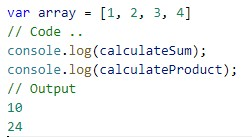 var array = [1, 2, 3, 4]
// Code ..
console.log(calculateSum);
console.log(calculateProduct);
// Output
10
24